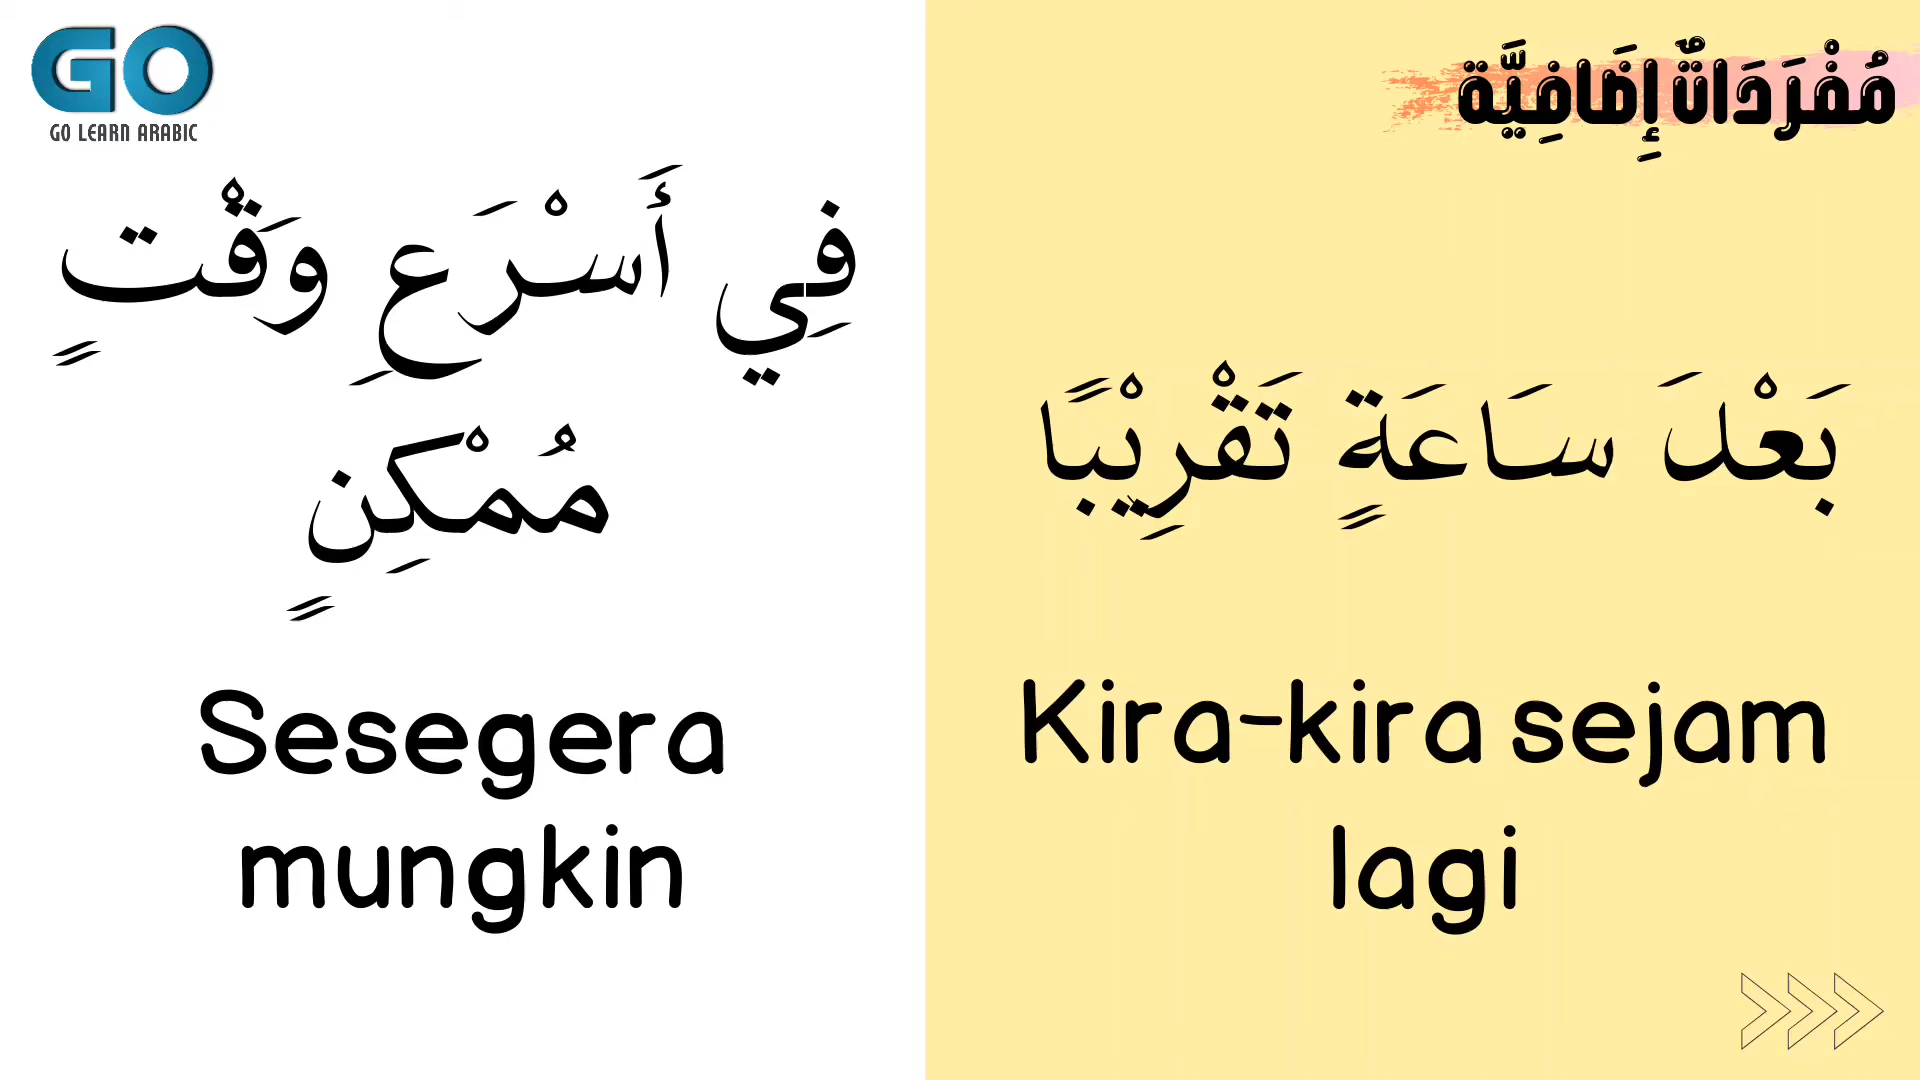 GO
GO LEARN ARABIC
مُفْرَدَاتٌ إِضَافِيَّة
فِي أَسْرَعِ وَقْتٍ
مُمْكِنٍ
Sesegera
mungkin
بَعْدَ سَاعَةٍ تَقْرِيْبًا
Kira-kira sejam
lagi